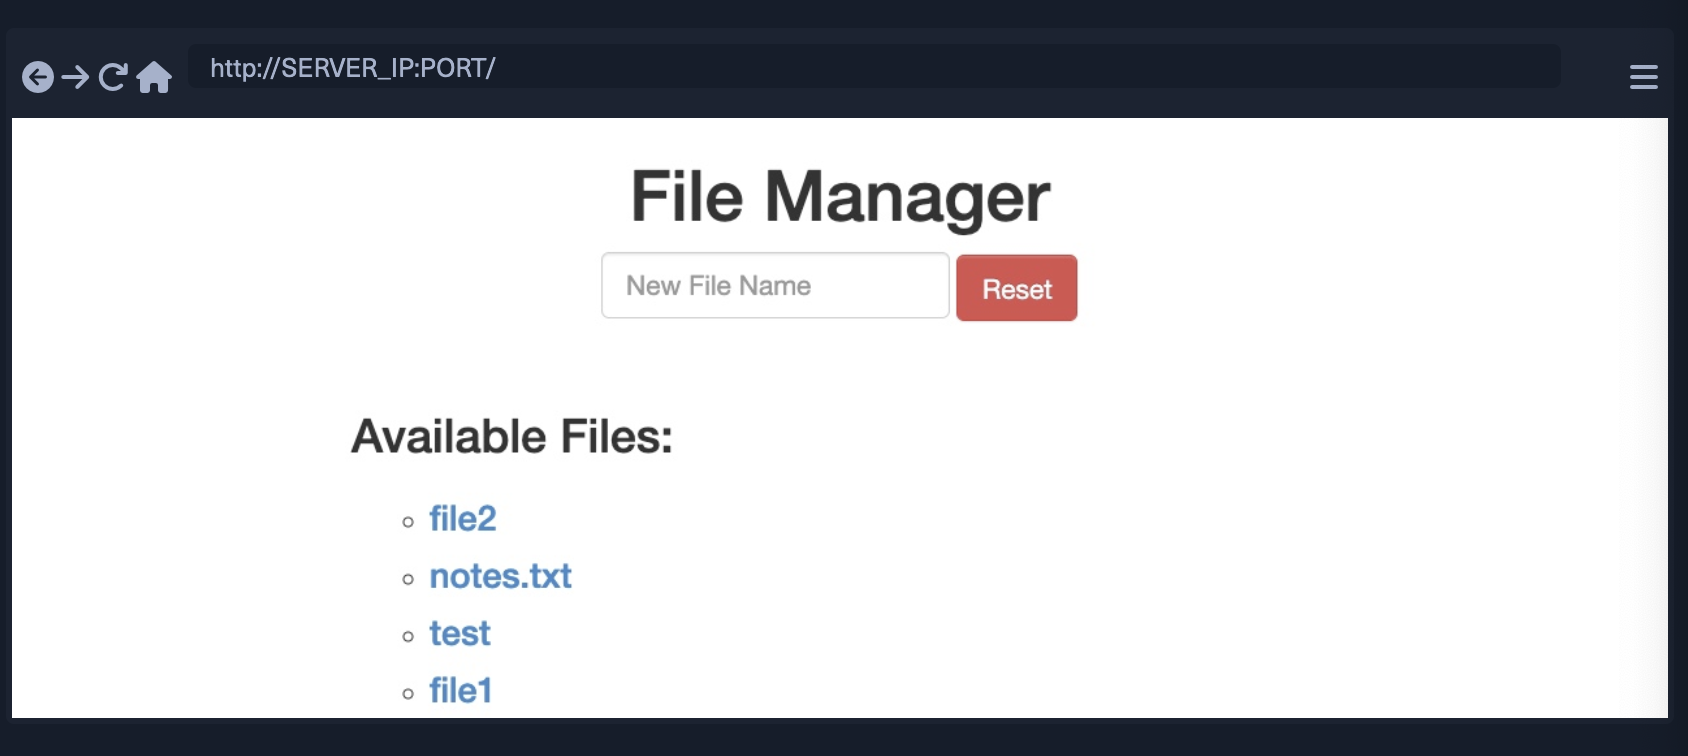 http://SERVER_IP:PORT/
File Manager
New File Name
Reset
Available Files:
file2
notes.txt
test
file1